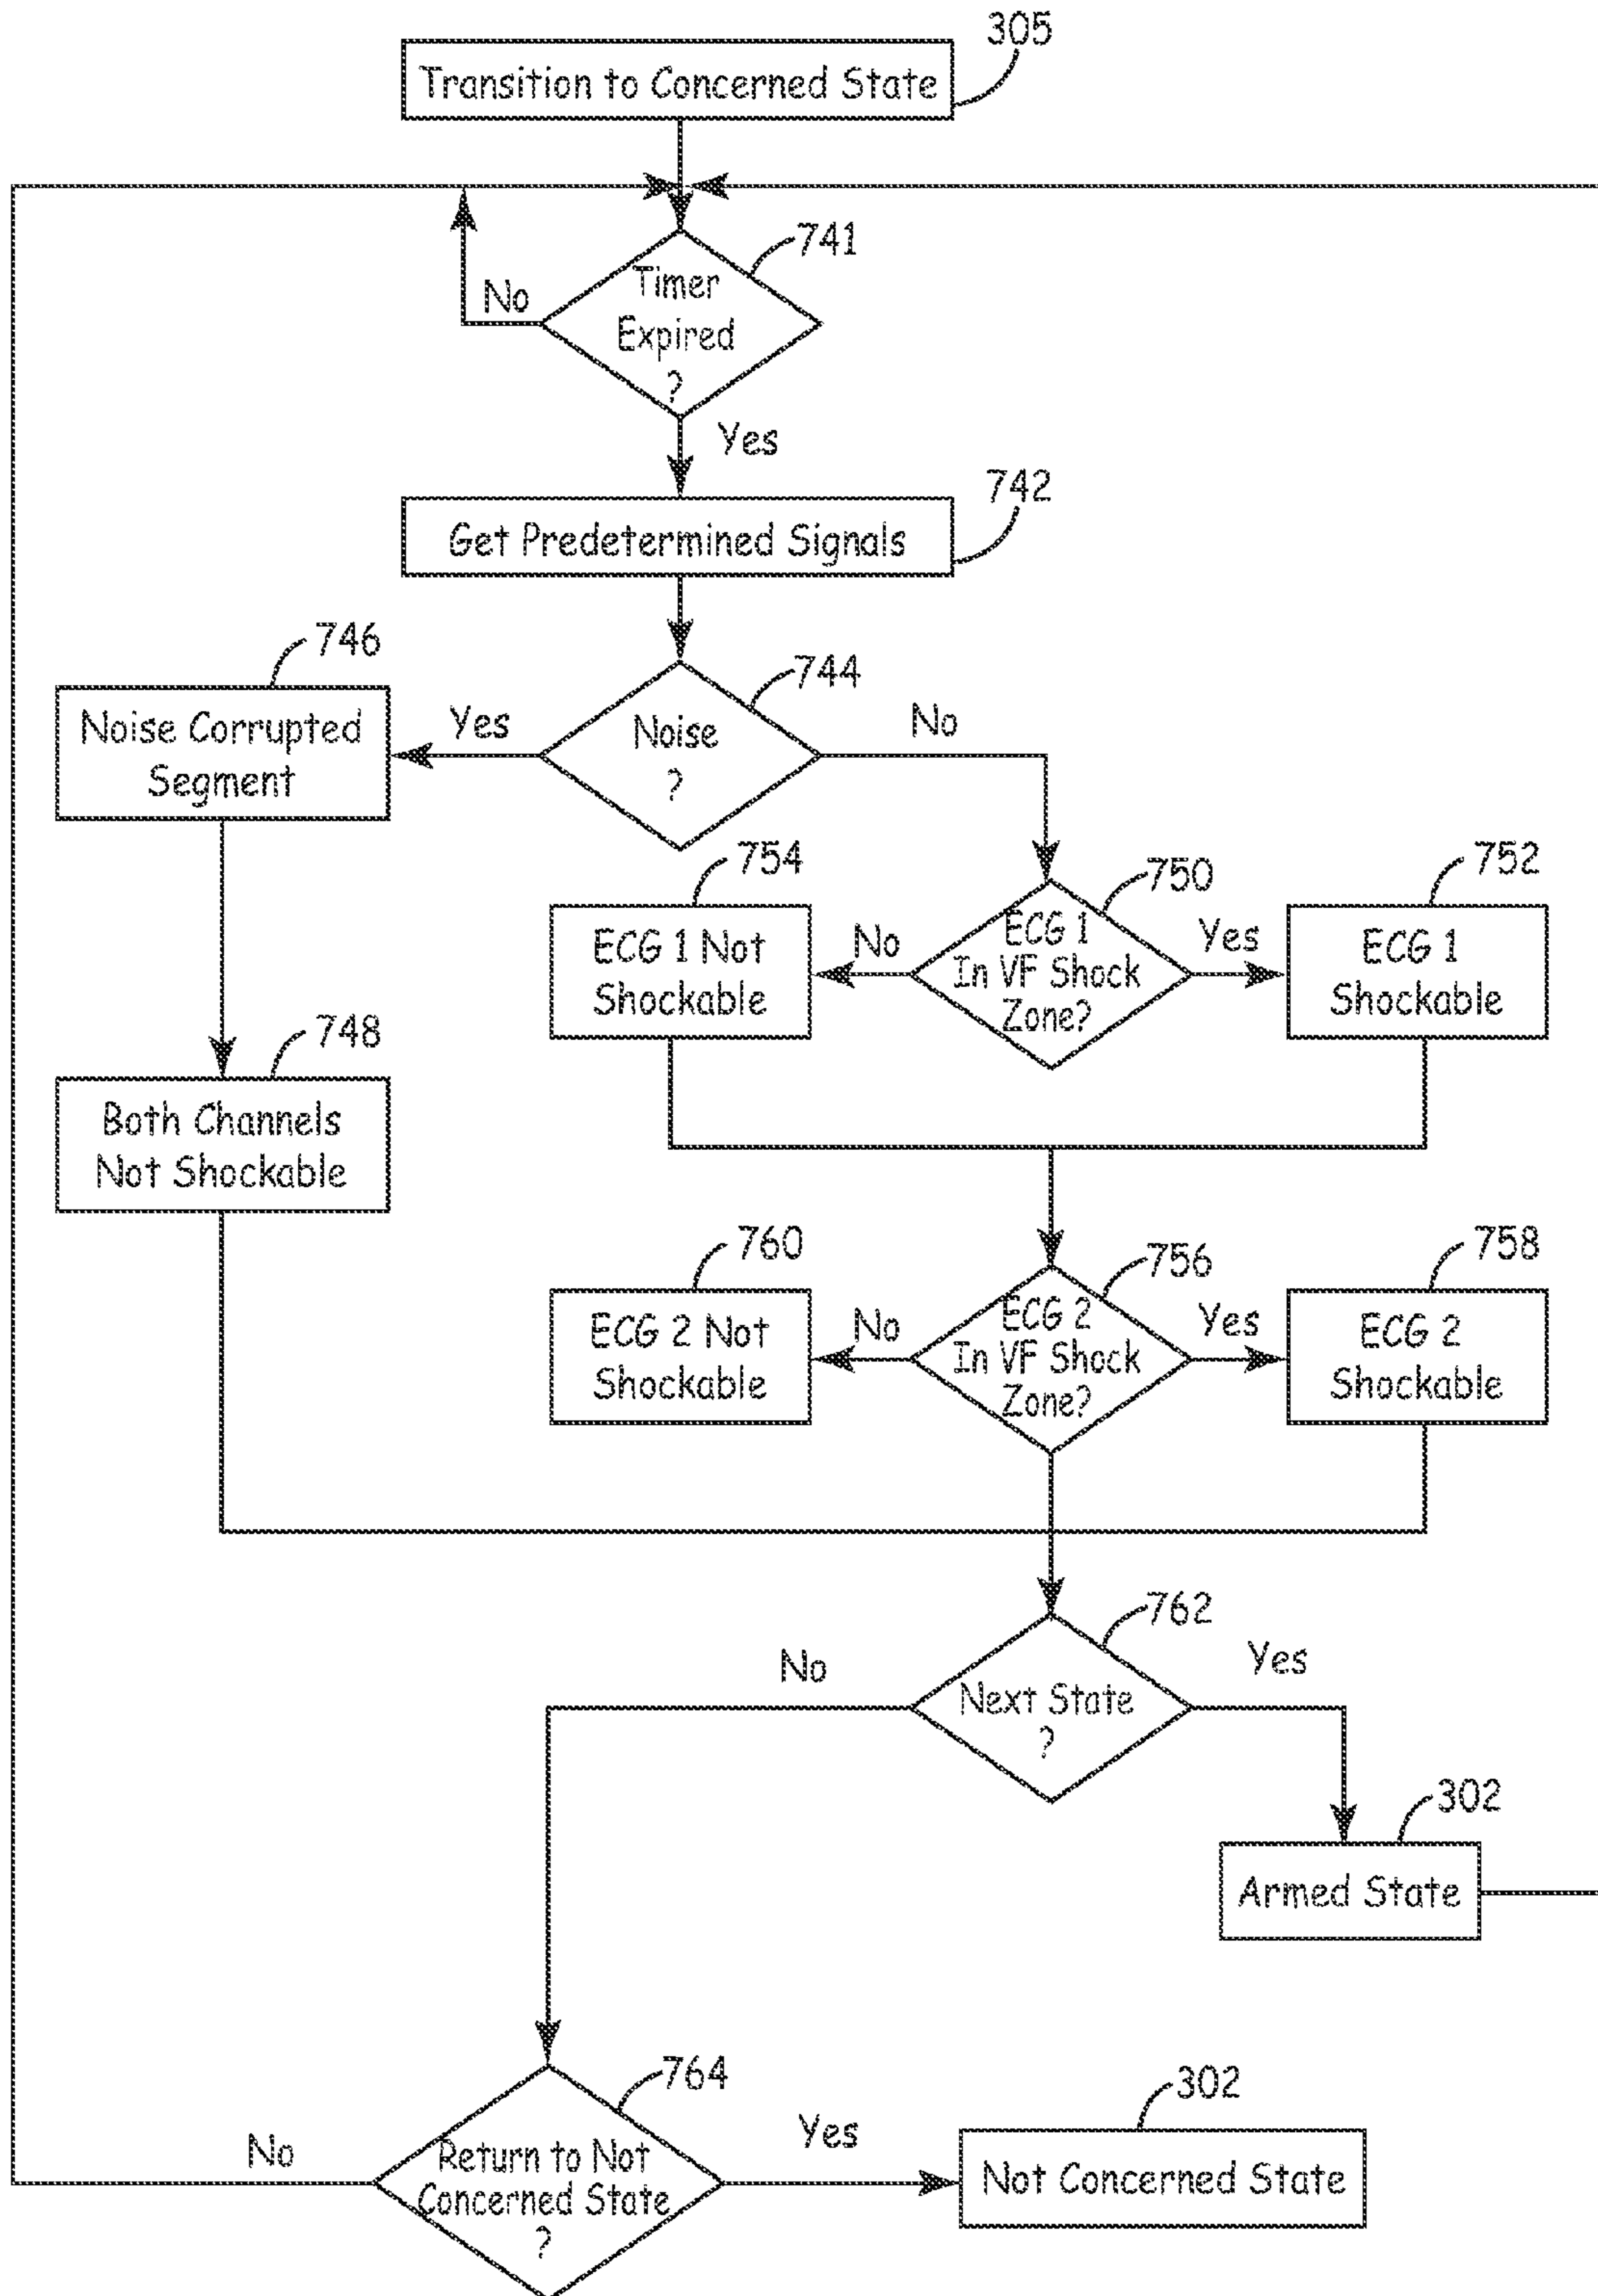 305
Transition to Concerned State
741
Timer
Expired
?
No
Yes
742
Get Predetermined Signals
746
Noise Corrupted
Segment
Yes
744
Noise
?
No
754
ECG 1 Not
Shockable
No
750
ECG 1
In VF Shock
Zone?
Yes
752
ECG 1
Shockable
748
Both Channels
Not Shockable
760
ECG 2 Not
Shockable
No
756
ECG 2
In VF Shock
Zone?
Yes
758
ECG 2
Shockable
762
Next State
?
No
Yes
302
Armed State
764
Return to Not
Concerned State
?
No
Yes
302
Not Concerned State